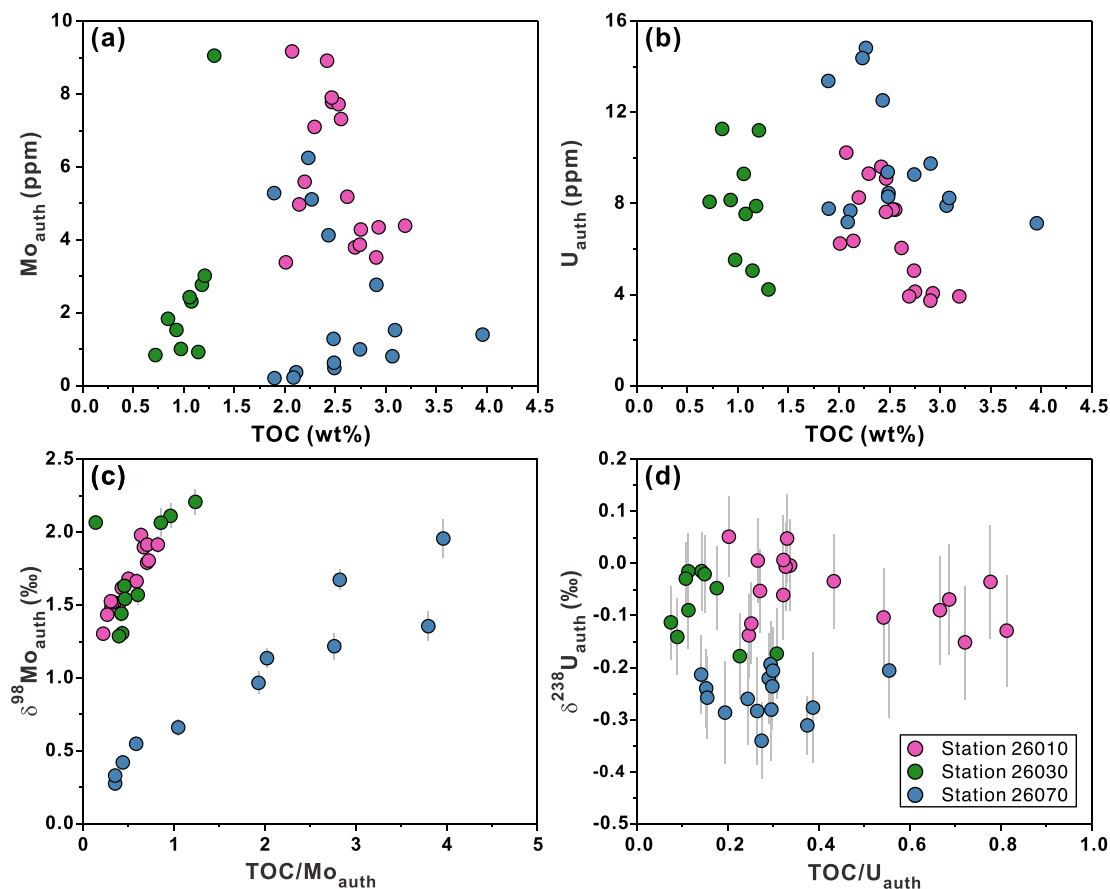 (a)
10
8
6
4
2
0
Mo_auth (ppm)
0.0 0.5 1.0 1.5 2.0 2.5 3.0 3.5 4.0 4.5
TOC (wt%)
(b)
16
12
8
4
0
U_auth (ppm)
0.0 0.5 1.0 1.5 2.0 2.5 3.0 3.5 4.0 4.5
TOC (wt%)
(c)
2.5
2.0
1.5
1.0
0.5
0.0
δ⁹⁸Mo_auth (‰)
0 1 2 3 4 5
TOC/Mo_auth
(d)
0.2
0.1
0.0
-0.1
-0.2
-0.3
-0.4
-0.5
δ²³⁸U_auth (‰)
Station 26010
Station 26030
Station 26070
0.0 0.2 0.4 0.6 0.8 1.0
TOC/U_auth